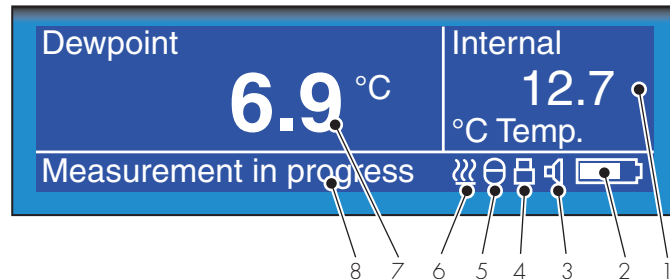 Dewpoint
6.9 °C
Internal
12.7
°C Temp.
Measurement in progress
8 7 6 5 4 3 2 1